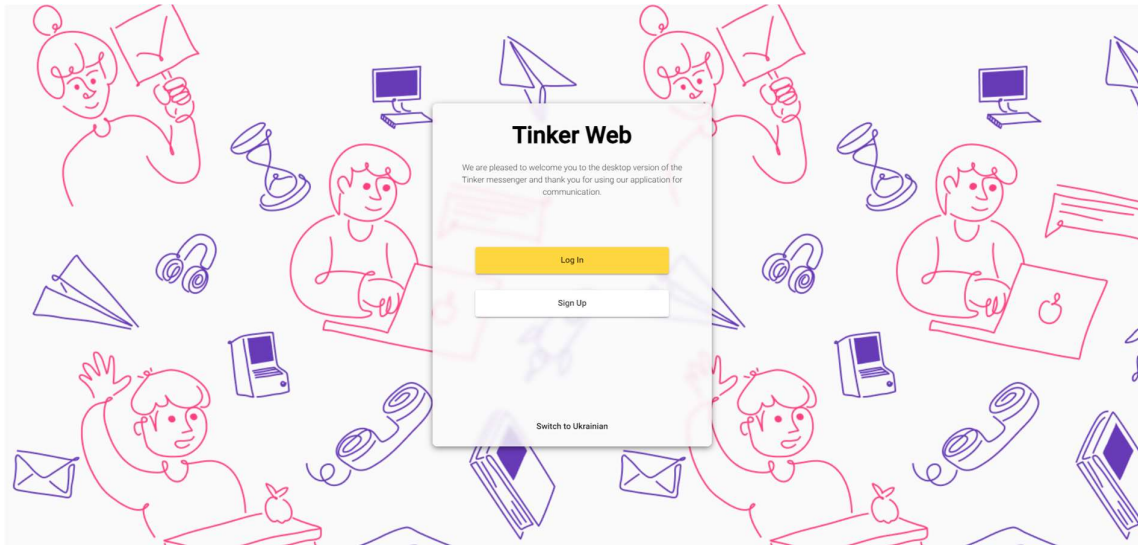 Tinker Web
We are pleased to welcome you to the desktop version of the
Tinker messenger and thank you for using our application for
communication.
Log In
Sign Up
Switch to Ukrainian